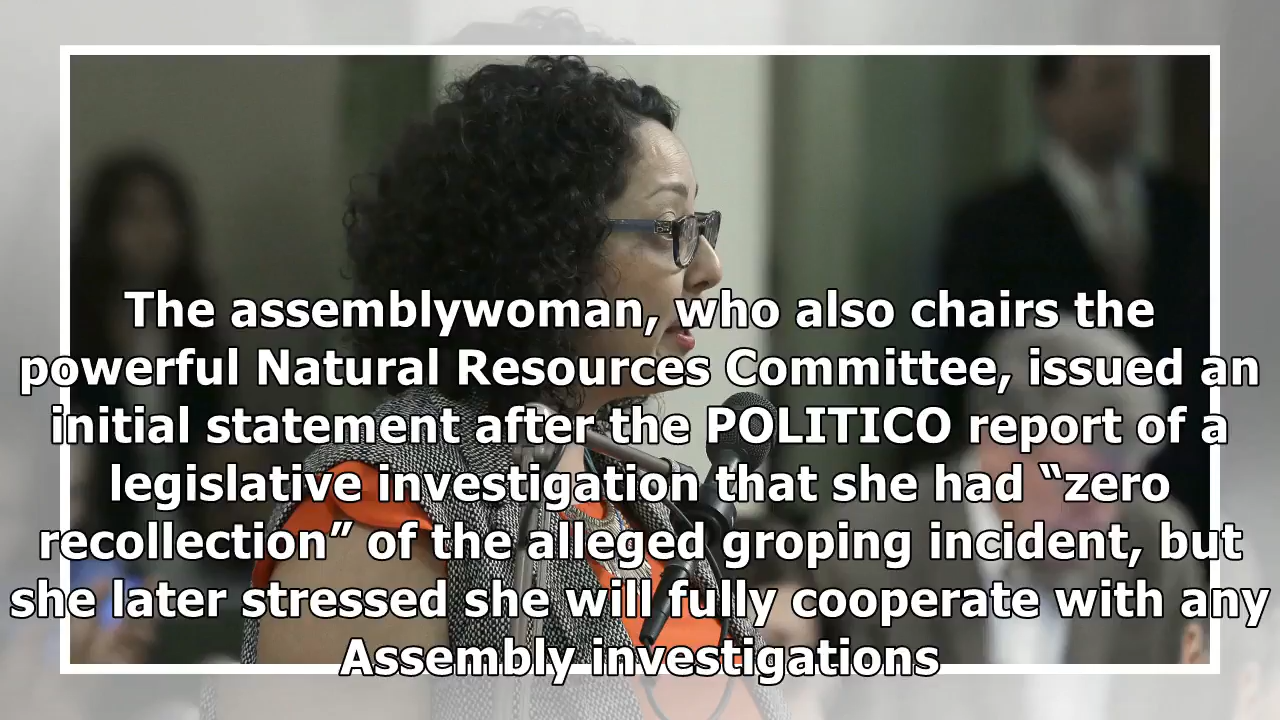 The assemblywoman, who also chairs the
powerful Natural Resources Committee, issued an
initial statement after the POLITICO report of a
legislative investigation that she had “zero
recollection” of the alleged groping incident, but
she later stressed she will fully cooperate with any
Assembly investigations